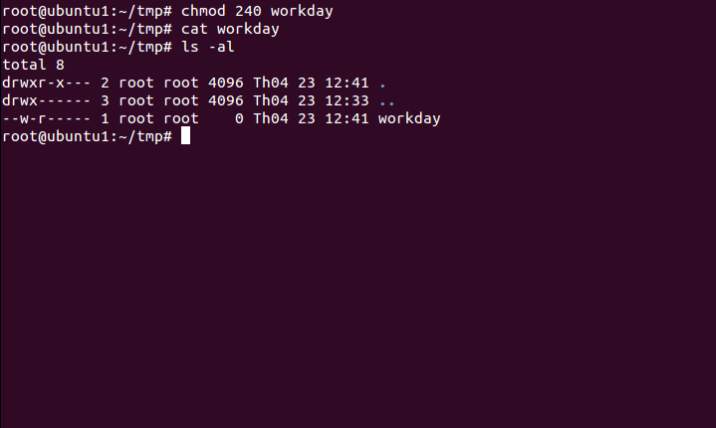 root@ubuntu1:~/tmp# chmod 240 workday
root@ubuntu1:~/tmp# cat workday
root@ubuntu1:~/tmp# ls -al
total 8
drwxr-x--- 2 root root 4096 Th04 23 12:41 .
drwx------ 3 root root 4096 Th04 23 12:33 ..
--w-r----- 1 root root    0 Th04 23 12:41 workday
root@ubuntu1:~/tmp#